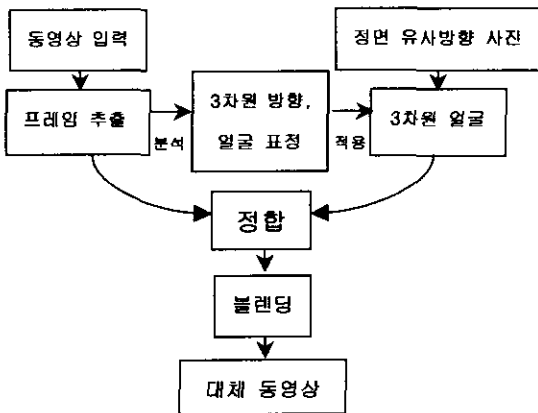 동영상 입력
정면 유사방향 사진
프레임 추출
분석
3차원 방향,
얼굴 표정
적용
3차원 얼굴
정합
블렌딩
대체 동영상